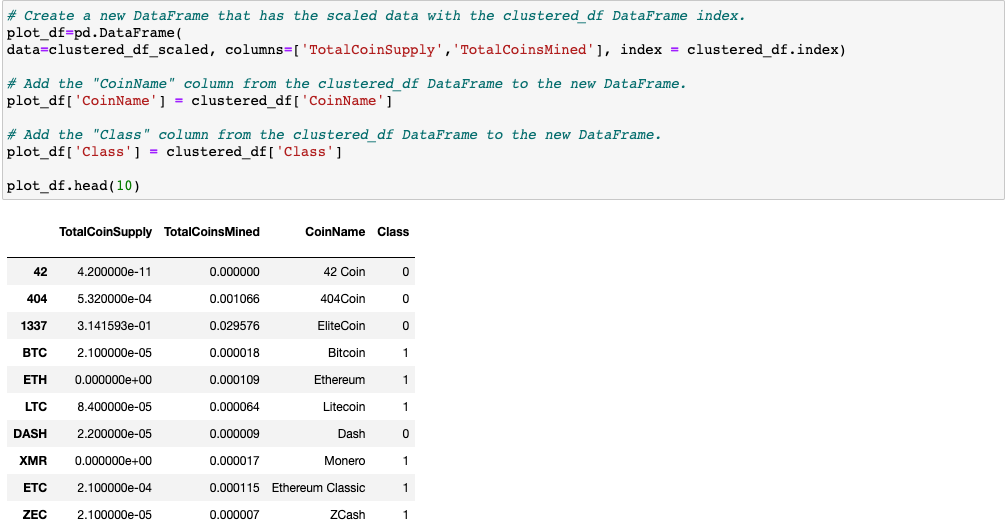 # Create a new DataFrame that has the scaled data with the clustered_df DataFrame index.
plot_df=pd.DataFrame(
data=clustered_df_scaled, columns=['TotalCoinSupply','TotalCoinsMined'], index = clustered_df.index)
# Add the "CoinName" column from the clustered_df DataFrame to the new DataFrame.
plot_df['CoinName'] = clustered_df['CoinName']
# Add the "Class" column from the clustered_df DataFrame to the new DataFrame.
plot_df['Class'] = clustered_df['Class']
plot_df.head(10)
TotalCoinSupply TotalCoinsMined CoinName Class
42 4.200000e-11 0.000000 42 Coin 0
404 5.320000e-04 0.001066 404Coin 0
1337 3.141593e-01 0.029576 EliteCoin 0
BTC 2.100000e-05 0.000018 Bitcoin 1
ETH 0.000000e+00 0.000109 Ethereum 1
LTC 8.400000e-05 0.000064 Litecoin 1
DASH 2.200000e-05 0.000009 Dash 0
XMR 0.000000e+00 0.000017 Monero 1
ETC 2.100000e-04 0.000115 Ethereum Classic 1
ZEC 2.100000e-05 0.000007 ZCash 1